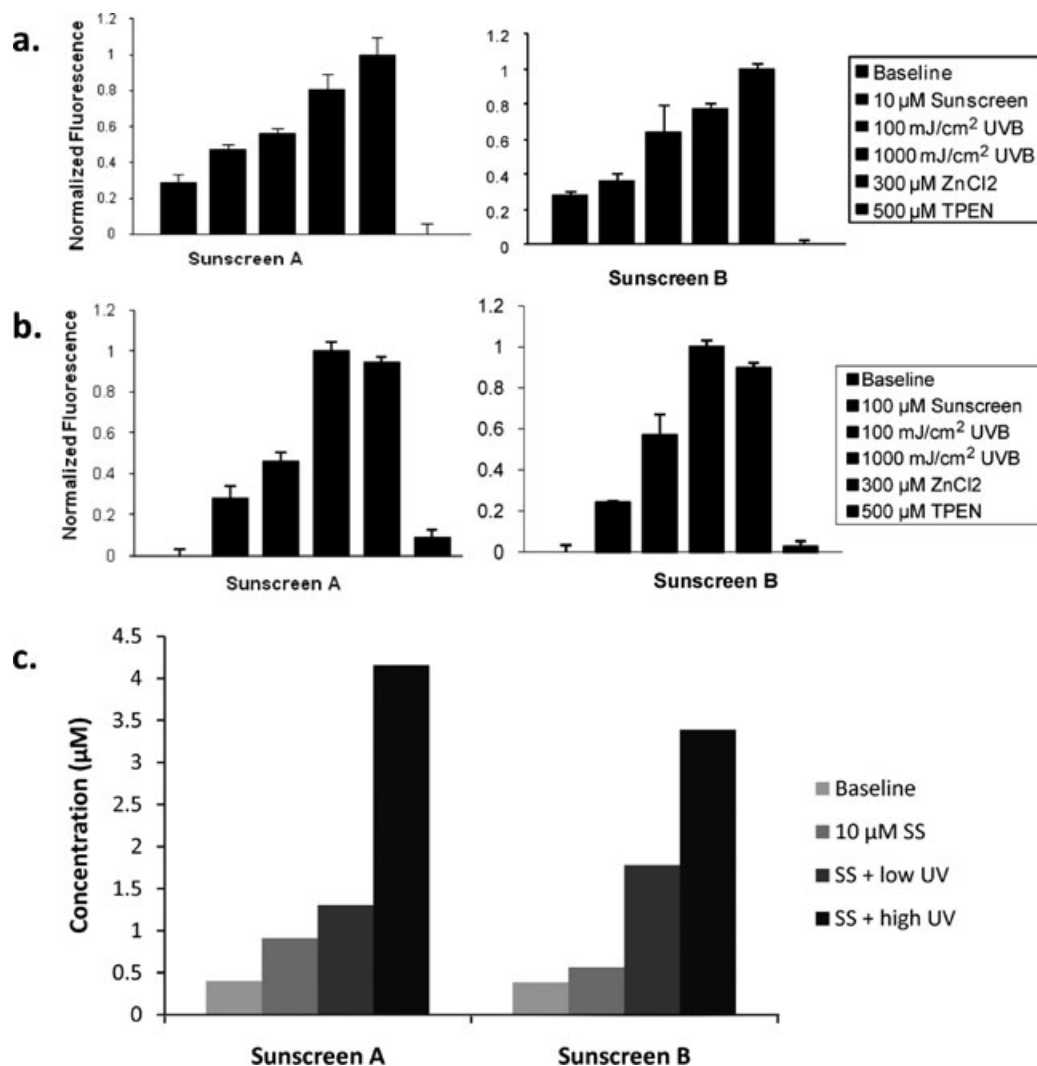 a.
Normalized Fluorescence
1.2
1
0.8
0.6
0.4
0.2
0
Sunscreen A
1.2
1
0.8
0.6
0.4
0.2
0
Sunscreen B
Baseline
10 µM Sunscreen
100 mJ/cm² UVB
1000 mJ/cm² UVB
300 µM ZnCl2
500 µM TPEN
b.
Normalized Fluorescence
1.2
1
0.8
0.6
0.4
0.2
0
Sunscreen A
1.2
1
0.8
0.6
0.4
0.2
0
Sunscreen B
Baseline
100 µM Sunscreen
100 mJ/cm² UVB
1000 mJ/cm² UVB
300 µM ZnCl2
500 µM TPEN
c.
Concentration (µM)
4.5
4
3.5
3
2.5
2
1.5
1
0.5
0
Sunscreen A
Sunscreen B
Baseline
10 µM SS
SS + low UV
SS + high UV